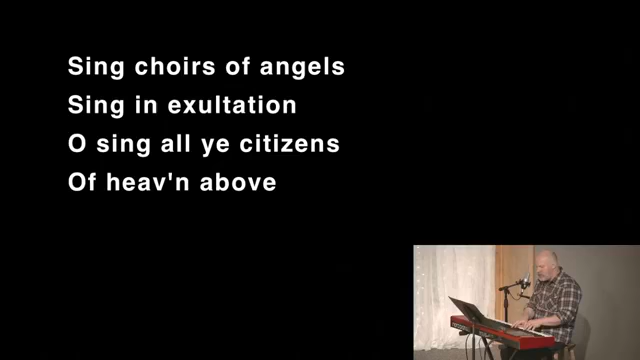 Sing choirs of angels
Sing in exultation
O sing all ye citizens
Of heav'n above